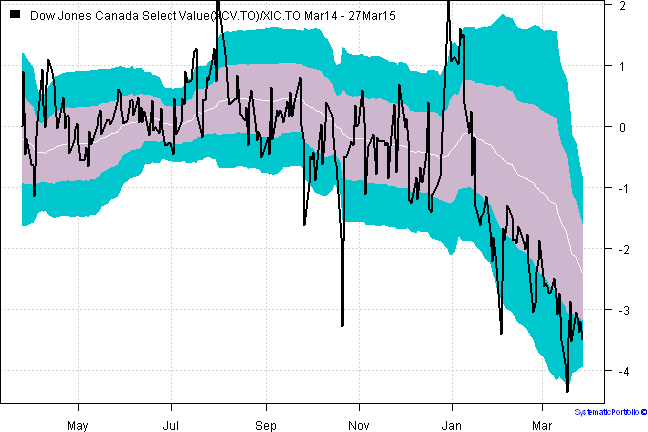 Dow Jones Canada Select Value(XCV.TO)/XIC.TO Mar14 - 27Mar15
2
1
0
-1
-2
-3
-4
May Jul Sep Nov Jan Mar
SystematicPortfolio ©